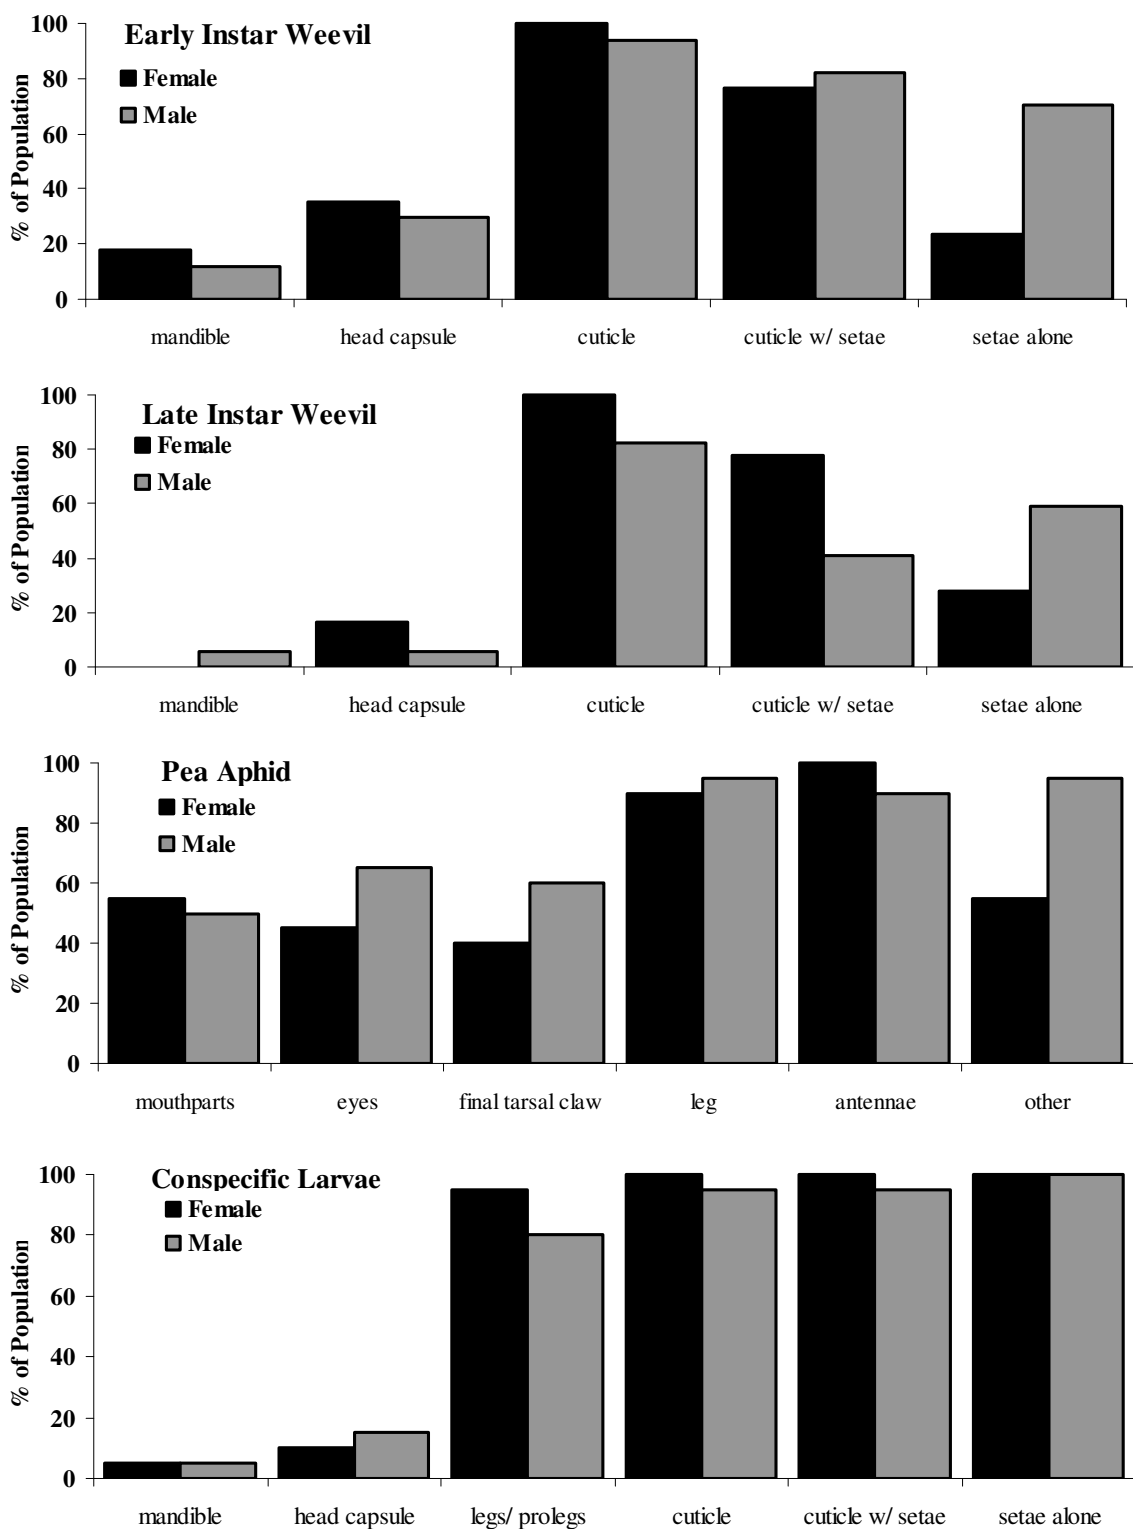 Early Instar Weevil
Female
Male
% of Population
100
80
60
40
20
0
mandible head capsule cuticle cuticle w/ setae setae alone
Late Instar Weevil
Female
Male
% of Population
100
80
60
40
20
0
mandible head capsule cuticle cuticle w/ setae setae alone
Pea Aphid
Female
Male
% of Population
100
80
60
40
20
0
mouthparts eyes final tarsal claw leg antennae other
Conspecific Larvae
Female
Male
% of Population
100
80
60
40
20
0
mandible head capsule legs/ prolegs cuticle cuticle w/ setae setae alone